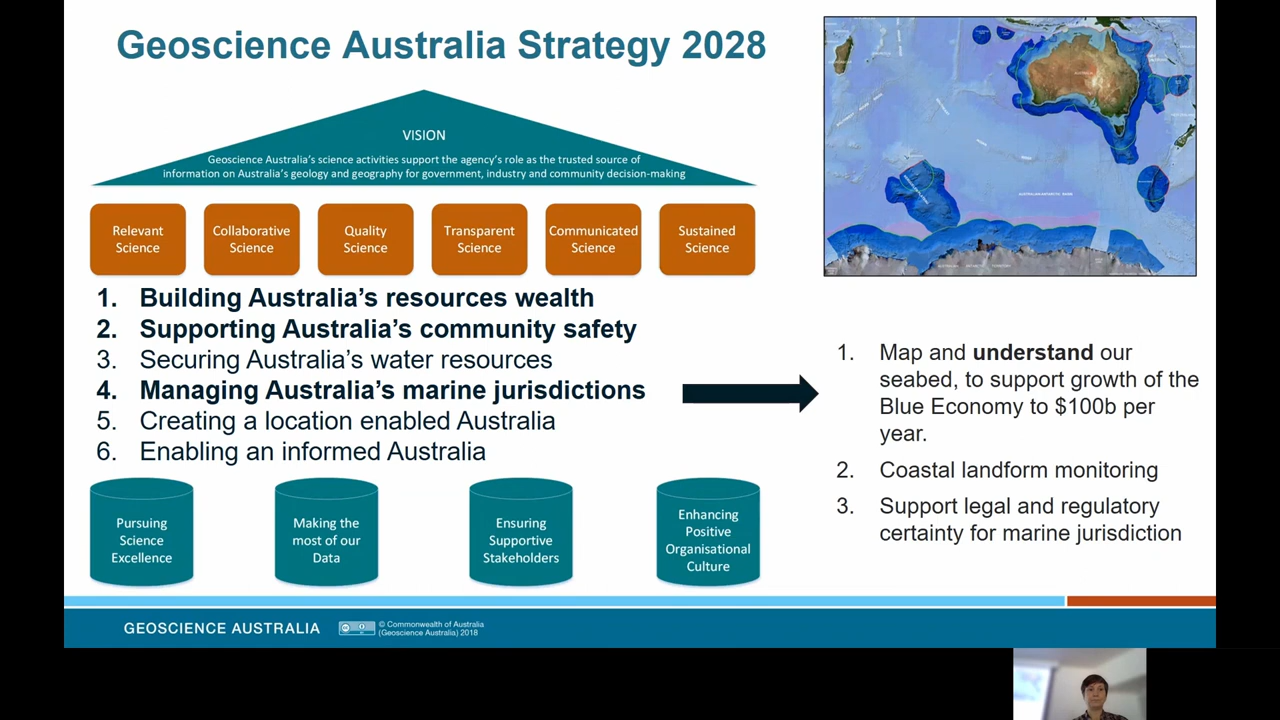 Geoscience Australia Strategy 2028
VISION
Geoscience Australia's science activities support the agency's role as the trusted source of
information on Australia's geology and geography for government, industry and community decision-making
Relevant
Science
Collaborative
Science
Quality
Science
Transparent
Science
Communicated
Science
Sustained
Science
1. Building Australia's resources wealth
2. Supporting Australia's community safety
3. Securing Australia's water resources
4. Managing Australia's marine jurisdictions
5. Creating a location enabled Australia
6. Enabling an informed Australia
Pursuing
Science
Excellence
Making the
most of our
Data
Ensuring
Supportive
Stakeholders
Enhancing
Positive
Organisational
Culture
1. Map and understand our
seabed, to support growth of the
Blue Economy to $100b per
year.
2. Coastal landform monitoring
3. Support legal and regulatory
certainty for marine jurisdiction
GEOSCIENCE AUSTRALIA
© Commonwealth of Australia
(Geoscience Australia) 2018